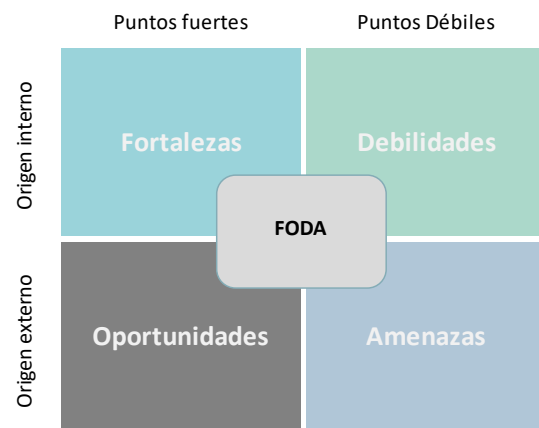 Puntos fuertes
Puntos Débiles
Origen interno
Fortalezas
Debilidades
FODA
Origen externo
Oportunidades
Amenazas